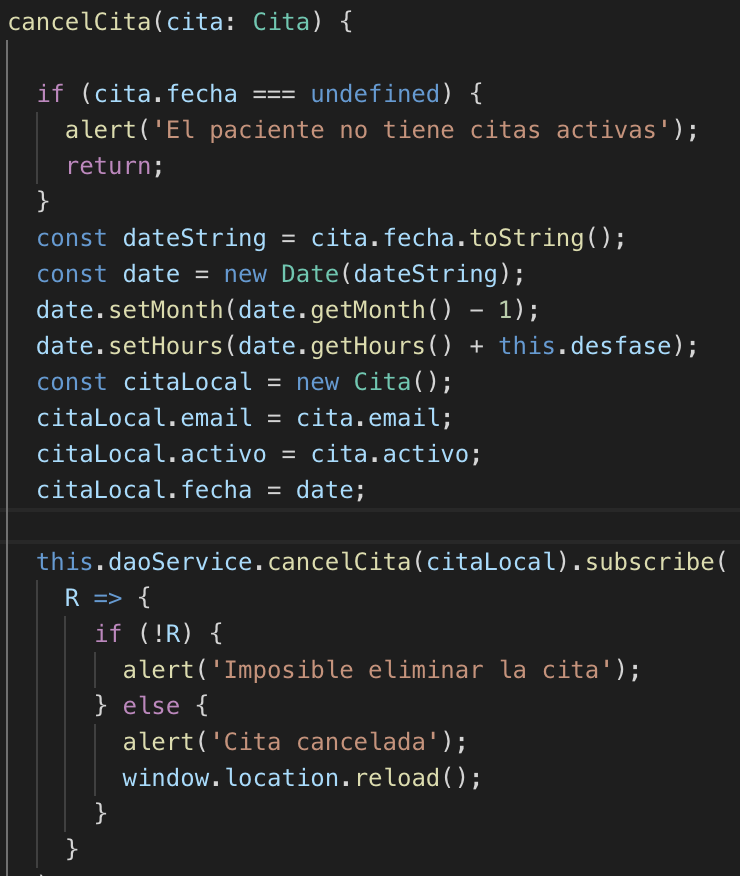 cancelCita(cita: Cita) {
if (cita.fecha === undefined) {
alert('El paciente no tiene citas activas');
return;
}
const dateString = cita.fecha.toString();
const date = new Date(dateString);
date.setMonth(date.getMonth() - 1);
date.setHours(date.getHours() + this.desfase);
const citaLocal = new Cita();
citaLocal.email = cita.email;
citaLocal.activo = cita.activo;
citaLocal.fecha = date;
this.daoService.cancelCita(citaLocal).subscribe(
R => {
if (!R) {
alert('Imposible eliminar la cita');
} else {
alert('Cita cancelada');
window.location.reload();
}
}